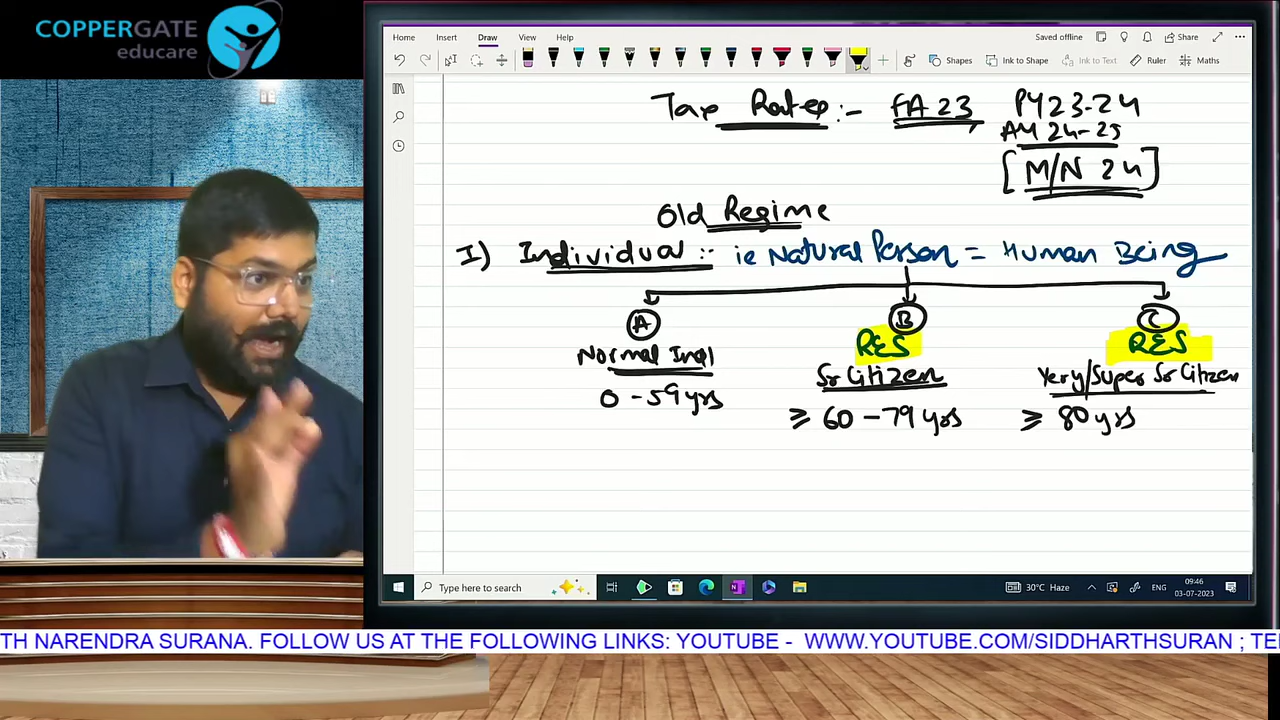 COPPERGATE
educare
Home Insert Draw View Help
Saved offline
Share
Shapes
Ink to Shape
Ink to Text
Ruler
Maths
Tax Rates :- FA 23 PY23-24
AY 24-25
[M/N 24]
Old Regime
I) Individual :- ie Natural Person = Human Being
A B C
RES RES
Normal Indl Sr Citizen Very/Super Sr Citizen
0 - 59 yrs ≥ 60 - 79 yrs ≥ 80 yrs
Type here to search
30°C Haze
ENG
09:46
03-07-2023
TH NARENDRA SURANA. FOLLOW US AT THE FOLLOWING LINKS: YOUTUBE - WWW.YOUTUBE.COM/SIDDHARTHSURAN ; TE